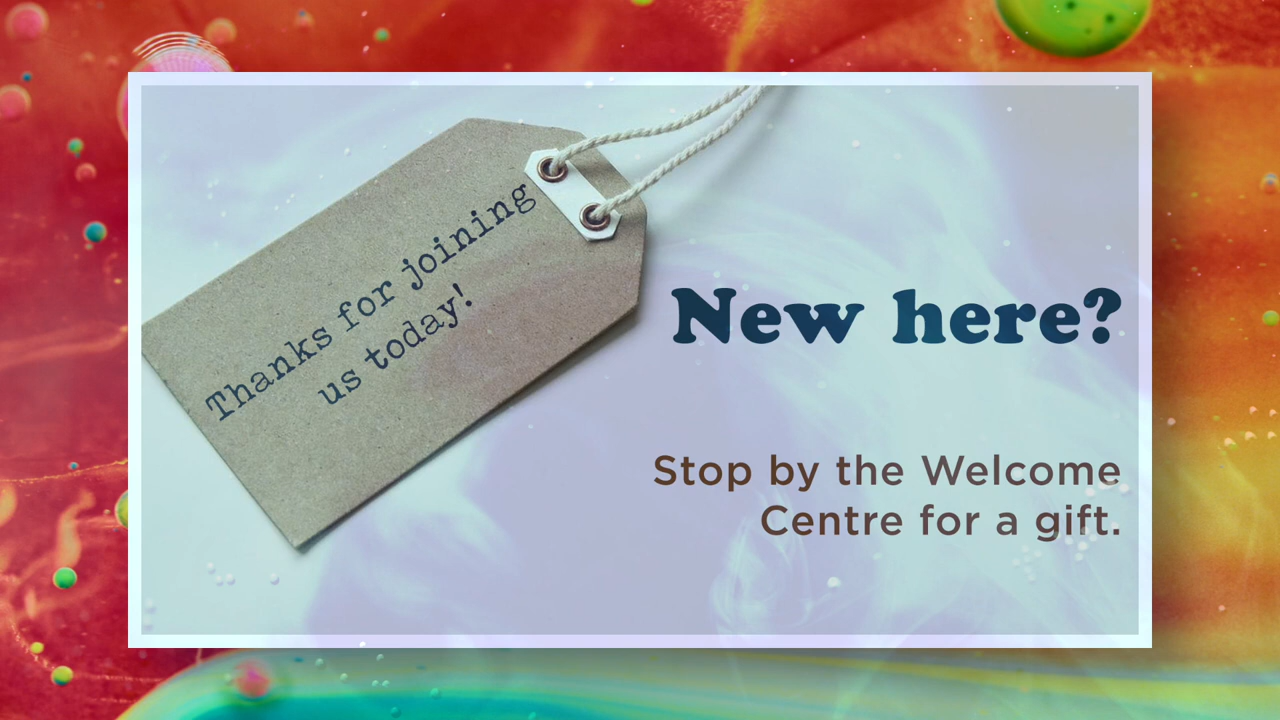 Thanks for joining
us today!
New here?
Stop by the Welcome
Centre for a gift.